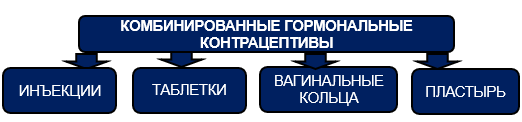 КОМБИНИРОВАННЫЕ ГОРМОНАЛЬНЫЕ
КОНТРАЦЕПТИВЫ
ИНЪЕКЦИИ
ТАБЛЕТКИ
ВАГИНАЛЬНЫЕ
КОЛЬЦА
ПЛАСТЫРЬ